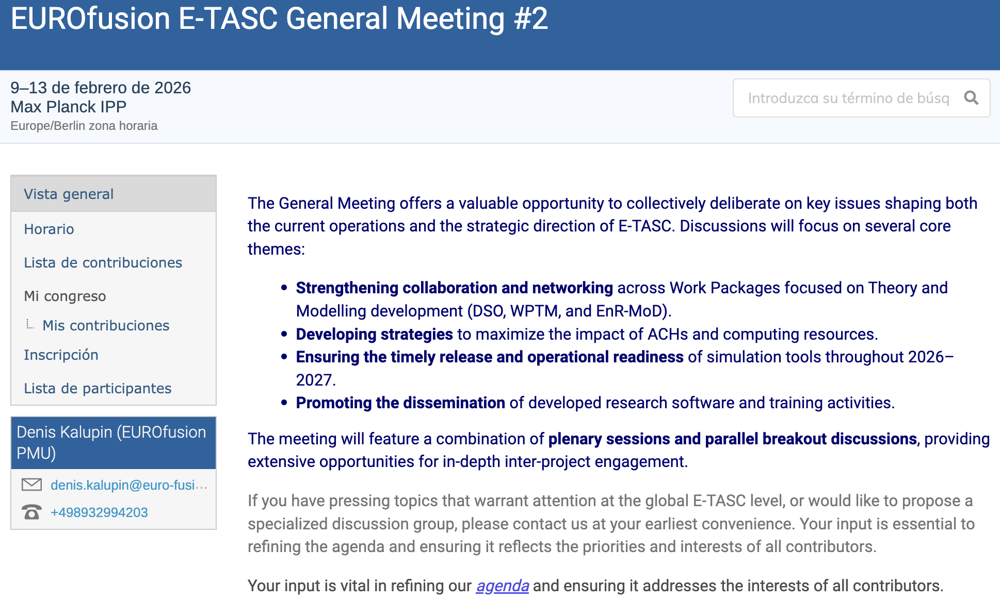 EUROfusion E-TASC General Meeting #2
9–13 de febrero de 2026
Max Planck IPP
Europe/Berlin zona horaria
Introduzca su término de búsq
Vista general
Horario
Lista de contribuciones
Mi congreso
Mis contribuciones
Inscripción
Lista de participantes
Denis Kalupin (EUROfusion
PMU)
denis.kalupin@euro-fusi...
+498932994203
The General Meeting offers a valuable opportunity to collectively deliberate on key issues shaping both
the current operations and the strategic direction of E-TASC. Discussions will focus on several core
themes:
• Strengthening collaboration and networking across Work Packages focused on Theory and
Modelling development (DSO, WPTM, and EnR-MoD).
• Developing strategies to maximize the impact of ACHs and computing resources.
• Ensuring the timely release and operational readiness of simulation tools throughout 2026–
2027.
• Promoting the dissemination of developed research software and training activities.
The meeting will feature a combination of plenary sessions and parallel breakout discussions, providing
extensive opportunities for in-depth inter-project engagement.
If you have pressing topics that warrant attention at the global E-TASC level, or would like to propose a
specialized discussion group, please contact us at your earliest convenience. Your input is essential to
refining the agenda and ensuring it reflects the priorities and interests of all contributors.
Your input is vital in refining our agenda and ensuring it addresses the interests of all contributors.